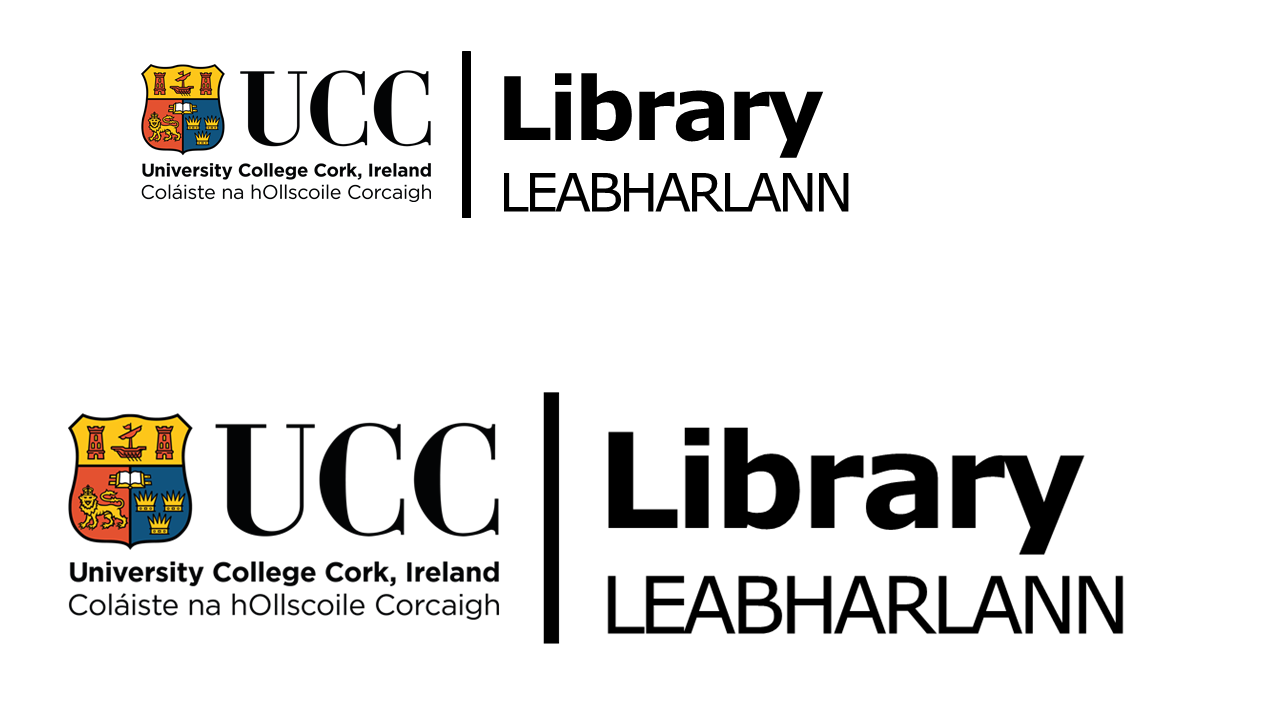 UCC
University College Cork, Ireland
Coláiste na hOllscoile Corcaigh
Library
LEABHARLANN
UCC
University College Cork, Ireland
Coláiste na hOllscoile Corcaigh
Library
LEABHARLANN